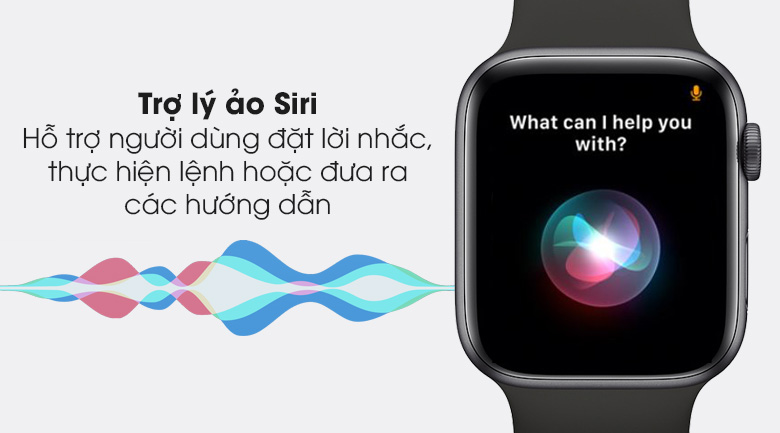 Trợ lý ảo Siri
Hỗ trợ người dùng đặt lời nhắc,
thực hiện lệnh hoặc đưa ra
các hướng dẫn
What can I help you
with?